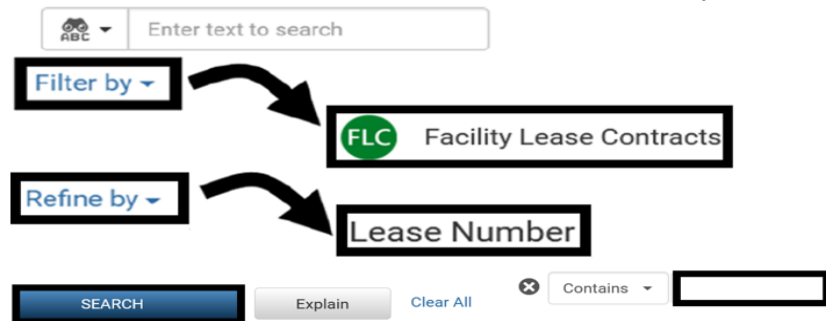 ABC Enter text to search
Filter by
FLC Facility Lease Contracts
Refine by
Lease Number
SEARCH Explain Clear All Contains